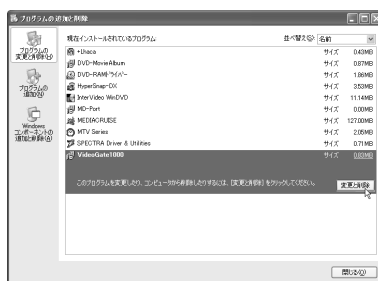 プログラムの追加と削除
プログラムの
変更と削除(H)
プログラムの
追加(N)
Windows
コンポーネントの
追加と削除(A)
現在インストールされているプログラム
並べ替え(S): 名前
+Lhaca サイズ 0.43MB
DVD-MovieAlbum サイズ 0.87MB
DVD-RAMドライバー サイズ 1.86MB
HyperSnap-DX サイズ 3.53MB
InterVideo WinDVD サイズ 11.14MB
MD-Port サイズ 0.00MB
MEDIACRUISE サイズ 127.00MB
MTV Series サイズ 2.05MB
SPECTRA Driver & Utilities サイズ 0.71MB
VideoGate1000 サイズ 0.83MB
このプログラムを変更したり、コンピュータから削除したりするには、[変更と削除] をクリックしてください。
変更と削除
閉じる(C)